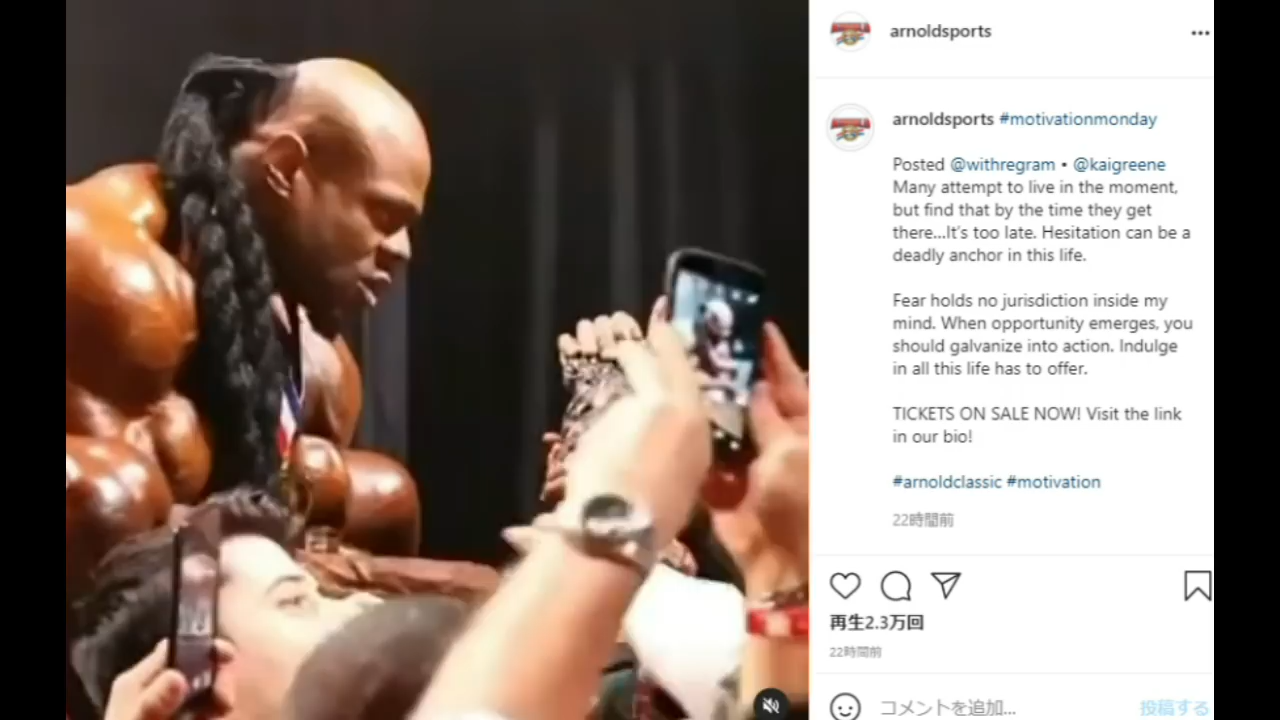 arnoldsports
arnoldsports #motivationmonday
Posted @withregram • @kaigreene
Many attempt to live in the moment,
but find that by the time they get
there...It's too late. Hesitation can be a
deadly anchor in this life.
Fear holds no jurisdiction inside my
mind. When opportunity emerges, you
should galvanize into action. Indulge
in all this life has to offer.
TICKETS ON SALE NOW! Visit the link
in our bio!
#arnoldclassic #motivation
22時間前
再生2.3万回
22時間前
コメントを追加... 投稿する